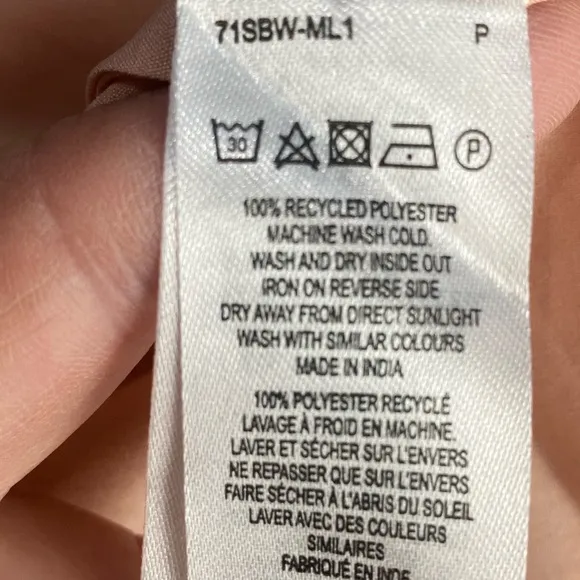 71SBW-ML1 P
30 P
100% RECYCLED POLYESTER
MACHINE WASH COLD.
WASH AND DRY INSIDE OUT
IRON ON REVERSE SIDE
DRY AWAY FROM DIRECT SUNLIGHT
WASH WITH SIMILAR COLOURS
MADE IN INDIA
100% POLYESTER RECYCLÉ
LAVAGE À FROID EN MACHINE.
LAVER ET SÉCHER SUR L'ENVERS
NE REPASSER QUE SUR L'ENVERS
FAIRE SÉCHER À L'ABRIS DU SOLEIL
LAVER AVEC DES COULEURS
SIMILAIRES
FABRIQUÉ EN INDE